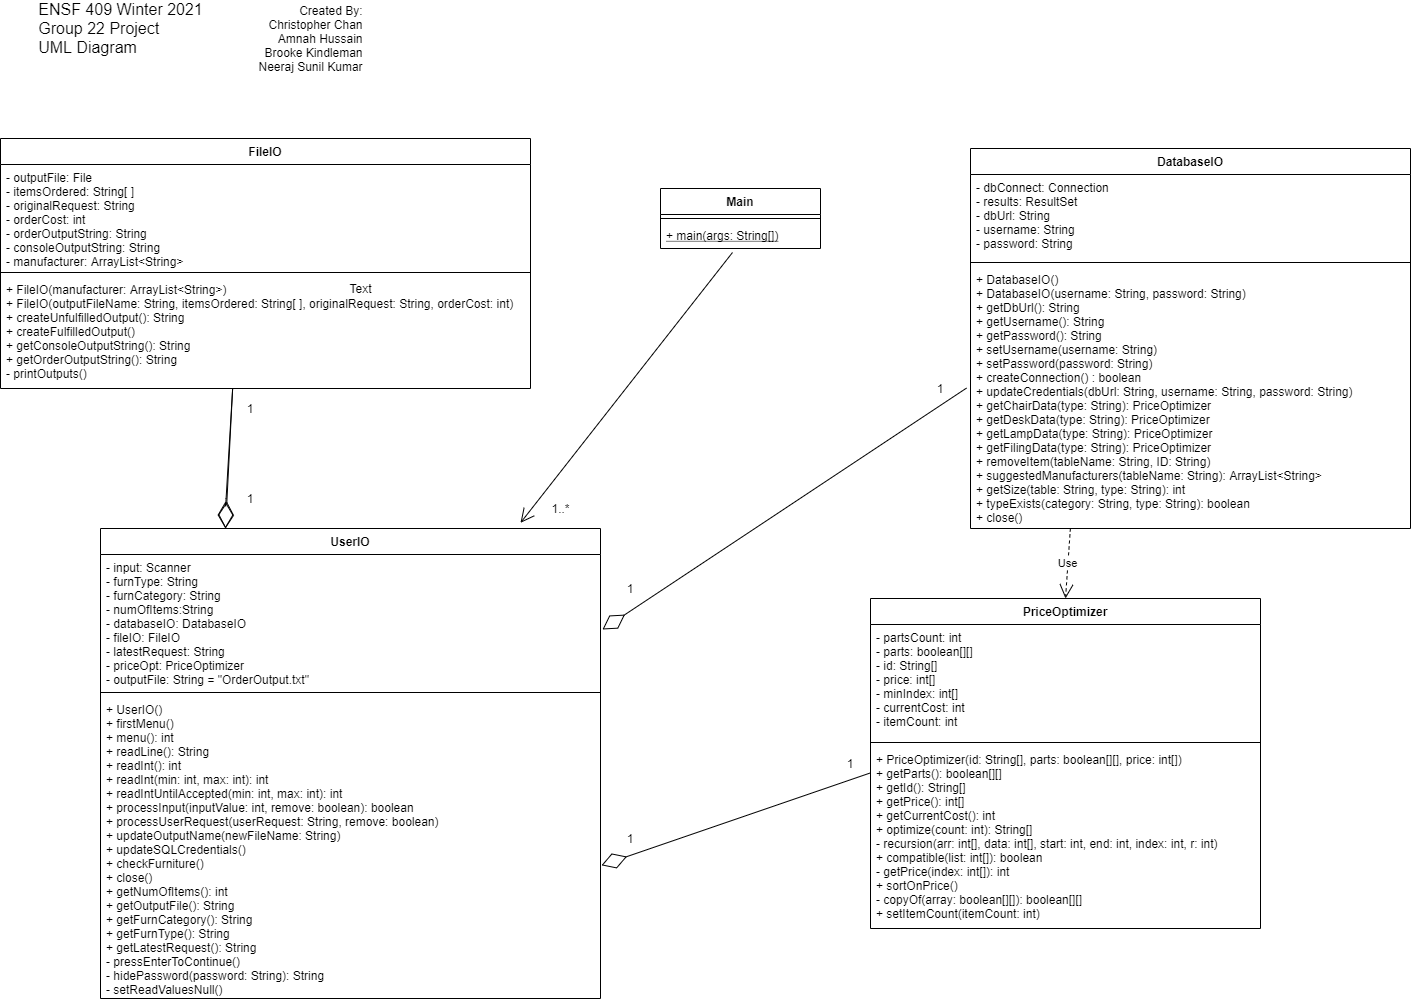 ENSF 409 Winter 2021
Group 22 Project
UML Diagram
Created By:
Christopher Chan
Amnah Hussain
Brooke Kindleman
Neeraj Sunil Kumar
FileIO
- outputFile: File
- itemsOrdered: String[ ]
- originalRequest: String
- orderCost: int
- orderOutputString: String
- consoleOutputString: String
- manufacturer: ArrayList<String>
+ FileIO(manufacturer: ArrayList<String>)
Text
+ FileIO(outputFileName: String, itemsOrdered: String[ ], originalRequest: String, orderCost: int)
+ createUnfulfilledOutput(): String
+ createFulfilledOutput()
+ getConsoleOutputString(): String
+ getOrderOutputString(): String
- printOutputs()
1
1
Main
+ main(args: String[])
1..*
DatabaseIO
- dbConnect: Connection
- results: ResultSet
- dbUrl: String
- username: String
- password: String
+ DatabaseIO()
+ DatabaseIO(username: String, password: String)
+ getDbUrl(): String
+ getUsername(): String
+ getPassword(): String
+ setUsername(username: String)
+ setPassword(password: String)
+ createConnection() : boolean
+ updateCredentials(dbUrl: String, username: String, password: String)
+ getChairData(type: String): PriceOptimizer
+ getDeskData(type: String): PriceOptimizer
+ getLampData(type: String): PriceOptimizer
+ getFilingData(type: String): PriceOptimizer
+ removeItem(tableName: String, ID: String)
+ suggestedManufacturers(tableName: String): ArrayList<String>
+ getSize(table: String, type: String): int
+ typeExists(category: String, type: String): boolean
+ close()
1
1
Use
UserIO
- input: Scanner
- furnType: String
- furnCategory: String
- numOfItems:String
- databaseIO: DatabaseIO
- fileIO: FileIO
- latestRequest: String
- priceOpt: PriceOptimizer
- outputFile: String = "OrderOutput.txt"
+ UserIO()
+ firstMenu()
+ menu(): int
+ readLine(): String
+ readInt(): int
+ readInt(min: int, max: int): int
+ readIntUntilAccepted(min: int, max: int): int
+ processInput(inputValue: int, remove: boolean): boolean
+ processUserRequest(userRequest: String, remove: boolean)
+ updateOutputName(newFileName: String)
+ updateSQLCredentials()
+ checkFurniture()
+ close()
+ getNumOfItems(): int
+ getOutputFile(): String
+ getFurnCategory(): String
+ getFurnType(): String
+ getLatestRequest(): String
- pressEnterToContinue()
- hidePassword(password: String): String
- setReadValuesNull()
1
1
PriceOptimizer
- partsCount: int
- parts: boolean[][]
- id: String[]
- price: int[]
- minIndex: int[]
- currentCost: int
- itemCount: int
+ PriceOptimizer(id: String[], parts: boolean[][], price: int[])
+ getParts(): boolean[][]
+ getId(): String[]
+ getPrice(): int[]
+ getCurrentCost(): int
+ optimize(count: int): String[]
- recursion(arr: int[], data: int[], start: int, end: int, index: int, r: int)
+ compatible(list: int[]): boolean
- getPrice(index: int[]): int
+ sortOnPrice()
- copyOf(array: boolean[][]): boolean[][]
+ setItemCount(itemCount: int)